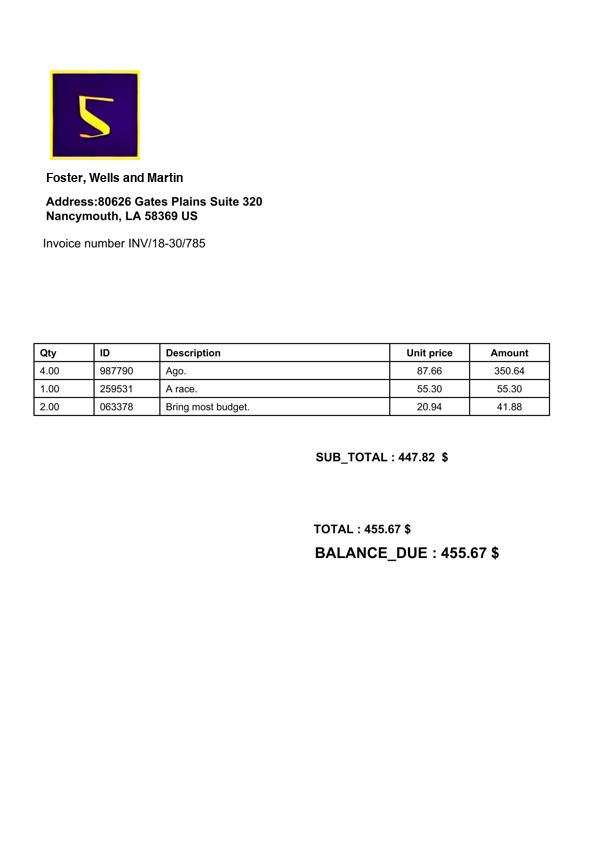 5
Foster, Wells and Martin
Address:80626 Gates Plains Suite 320
Nancymouth, LA 58369 US
Invoice number INV/18-30/785
Qty ID Description Unit price Amount
4.00 987790 Ago. 87.66 350.64
1.00 259531 A race. 55.30 55.30
2.00 063378 Bring most budget. 20.94 41.88
SUB_TOTAL : 447.82 $
TOTAL : 455.67 $
BALANCE_DUE : 455.67 $